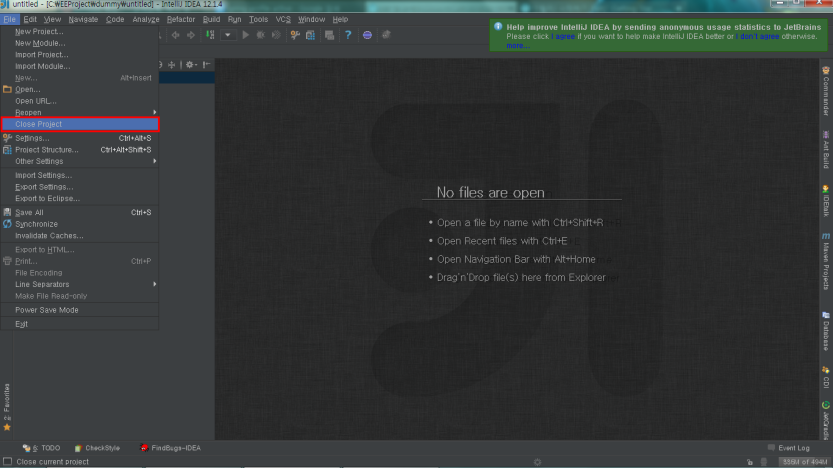 untitled - [C:₩EEProject₩dummy₩untitled] - IntelliJ IDEA 12.1.4
File Edit View Navigate Code Analyze Refactor Build Run Tools VCS Window Help
Help improve IntelliJ IDEA by sending anonymous usage statistics to JetBrains
Please click I agree if you want to help make IntelliJ IDEA better or I don't agree otherwise.
more...
New Project...
New Module...
Import Project...
Import Module...
New... Alt+Insert
Open...
Open URL...
Reopen
Close Project
Settings... Ctrl+Alt+S
Project Structure... Ctrl+Alt+Shift+S
Other Settings
Import Settings...
Export Settings...
Export to Eclipse...
Save All Ctrl+S
Synchronize
Invalidate Caches...
Export to HTML...
Print... Ctrl+P
File Encoding
Line Separators
Make File Read-only
Power Save Mode
Exit
No files are open
• Open a file by name with Ctrl+Shift+R
• Open Recent files with Ctrl+E
• Open Navigation Bar with Alt+Home
• Drag'n'Drop file(s) here from Explorer
Commander
Ant Build
IDEtalk
Maven Projects
Database
CDI
JetGradle
2: Favorites
6: TODO CheckStyle FindBugs-IDEA Event Log
Close current project 336M of 494M